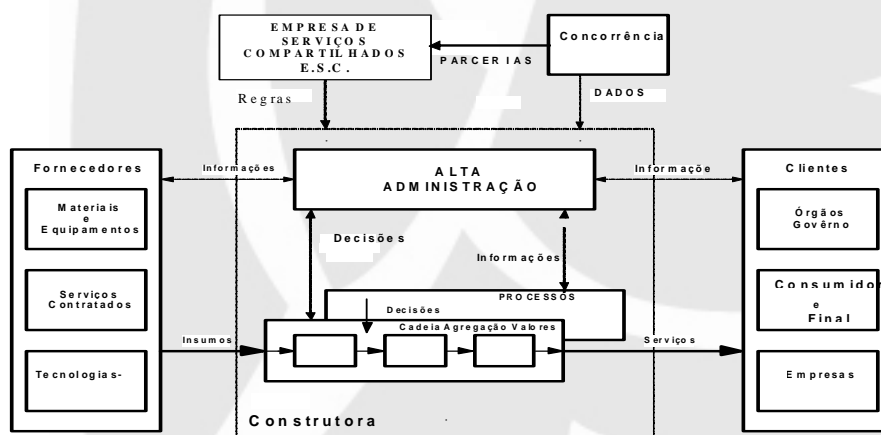 EMPRESA DE
SERVIÇOS
COMPARTILHADOS
E.S.C.
Concorrência
PARCERIAS
Regras
DADOS
Fornecedores
Informações
ALTA
ADMINISTRAÇÃO
Informaçõe
Clientes
Materiais
e
Equipamentos
Órgãos
Govêrno
Decisões
Informações
Serviços
Contratados
PROCESSOS
Consumidor
e
Final
Decisões
Cadeia Agregação Valores
Insumos
Serviços
Tecnologias-
Empresas
Construtora